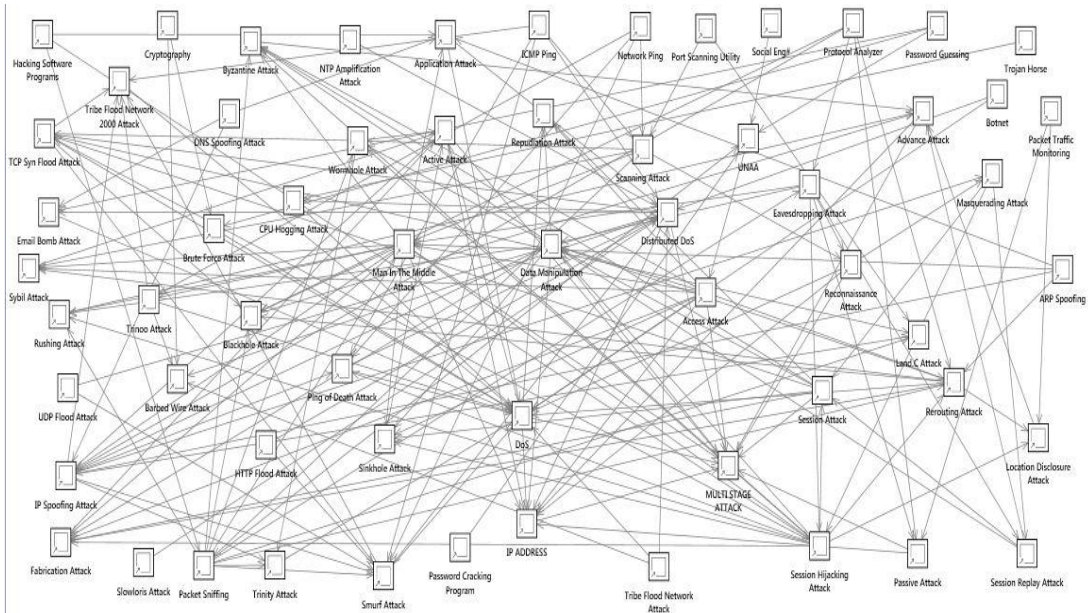 Hacking Software
Programs
Cryptography
Byzantine Attack
NTP Amplification
Attack
Application Attack
ICMP Ping
Network Ping
Port Scanning Utility
Social Eng#
Protocol Analyzer
Password Guessing
Trojan Horse
Tribe Flood Network
2000 Attack
DNS Spoofing Attack
TCP Syn Flood Attack
Wormhole Attack
Active Attack
Repudiation Attack
Scanning Attack
UNAA
Advance Attack
Botnet
Packet Traffic
Monitoring
Masquerading Attack
Eavesdropping Attack
Email Bomb Attack
Brute Force Attack
CPU Hogging Attack
Distributed DoS
Man In The Middle
Attack
Data Manipulation
Attack
Reconnaissance
Attack
ARP Spoofing
Sybil Attack
Rushing Attack
Trinoo Attack
Blackhole Attack
Access Attack
Land C Attack
UDP Flood Attack
Barbed Wire Attack
Ping of Death Attack
Session Attack
Rerouting Attack
DoS
HTTP Flood Attack
Sinkhole Attack
MULTI STAGE
ATTACK
Location Disclosure
Attack
IP Spoofing Attack
IP ADDRESS
Fabrication Attack
Slowloris Attack
Packet Sniffing
Trinity Attack
Smurf Attack
Password Cracking
Program
Tribe Flood Network
Attack
Session Hijacking
Attack
Passive Attack
Session Replay Attack